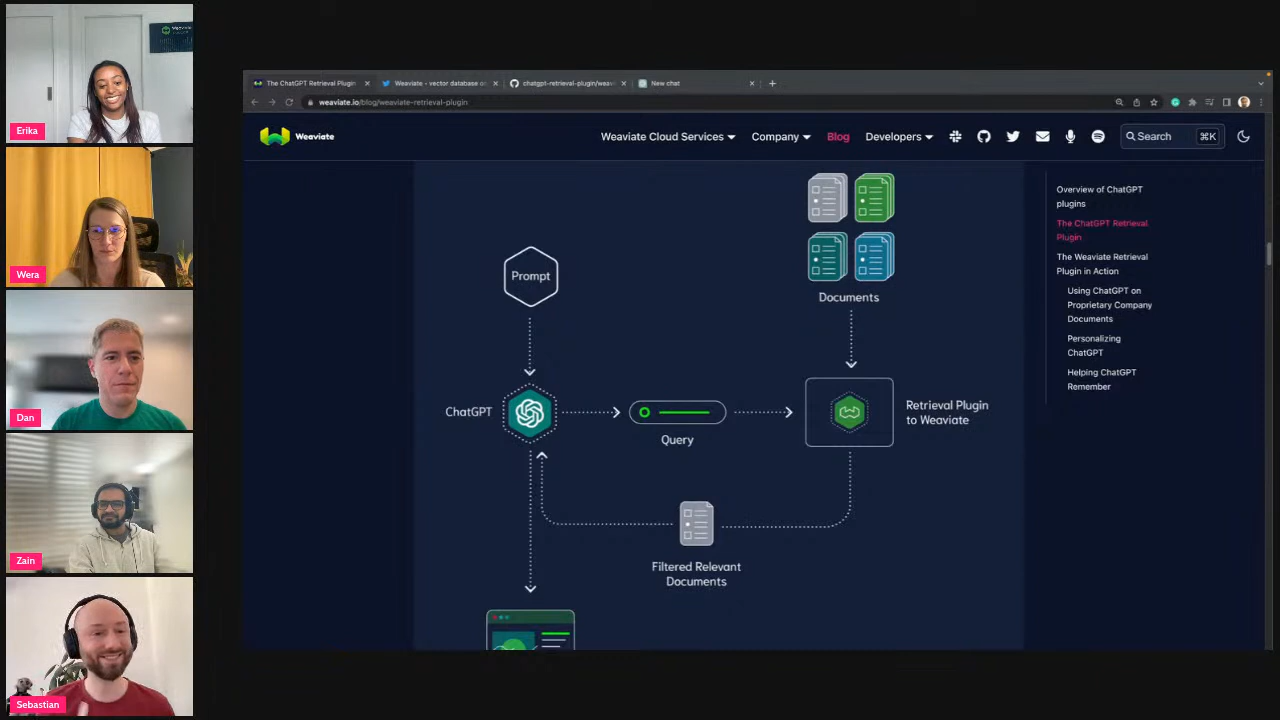 Weaviate
Erika
Wera
Dan
Zain
Sebastian
The ChatGPT Retrieval Plugin
Weaviate - vector database o
chatgpt-retrieval-plugin/weavi
New chat
weaviate.io/blog/weaviate-retrieval-plugin
Weaviate
Weaviate Cloud Services
Company
Blog
Developers
Search
⌘K
Prompt
Documents
ChatGPT
Query
Retrieval Plugin
to Weaviate
Filtered Relevant
Documents
Overview of ChatGPT
plugins
The ChatGPT Retrieval
Plugin
The Weaviate Retrieval
Plugin in Action
Using ChatGPT on
Proprietary Company
Documents
Personalizing
ChatGPT
Helping ChatGPT
Remember